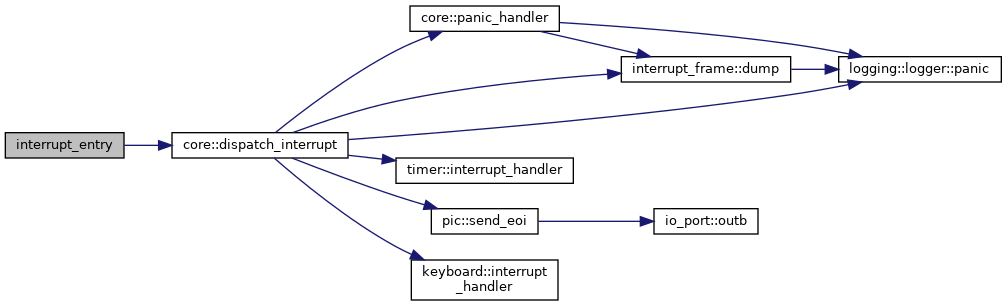 core::panic_handler
interrupt_frame::dump
logging::logger::panic
interrupt_entry
core::dispatch_interrupt
timer::interrupt_handler
pic::send_eoi
io_port::outb
keyboard::interrupt
_handler